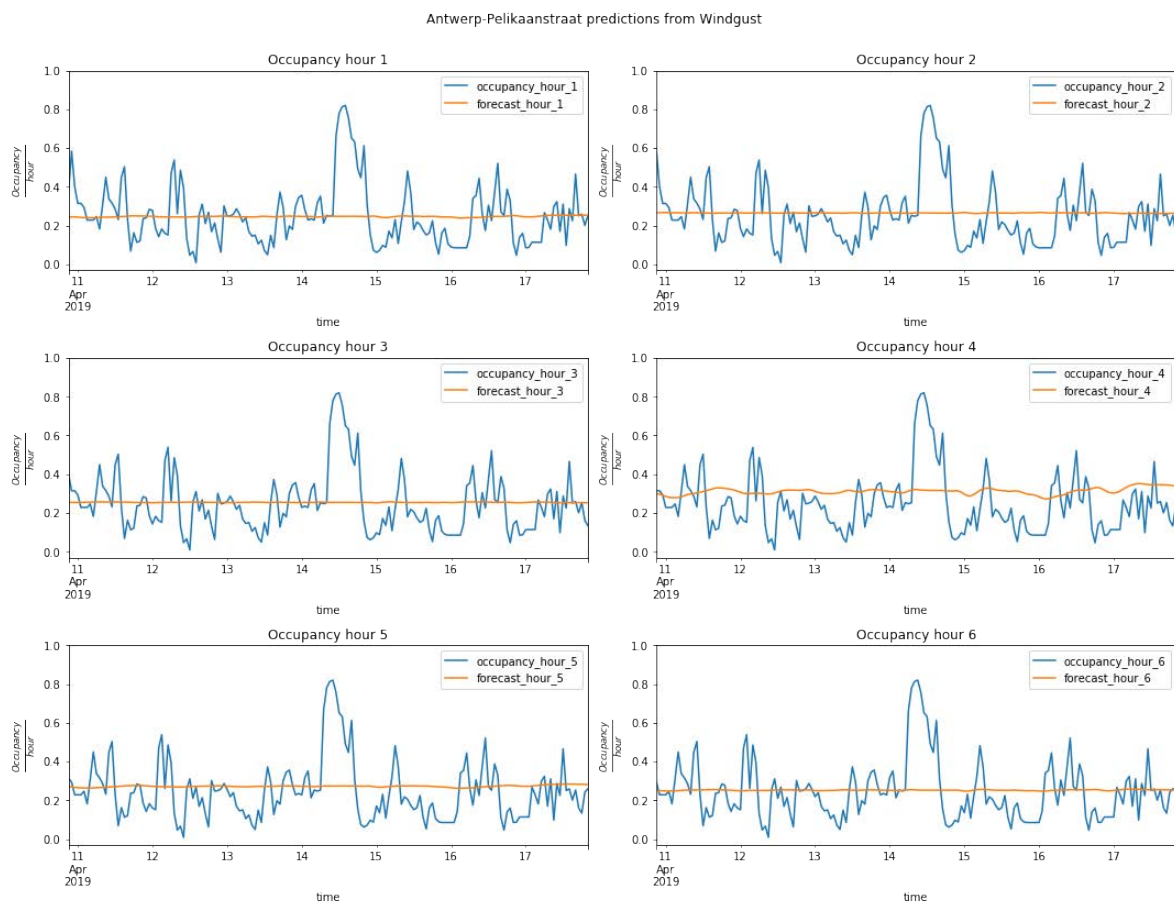 Antwerp-Pelikaanstraat predictions from Windgust
Occupancy hour 1
occupancy_hour_1
forecast_hour_1
1.0
0.8
0.6
0.4
0.2
0.0
Occupancy
hour
11 12 13 14 15 16 17
Apr
2019
time
Occupancy hour 2
occupancy_hour_2
forecast_hour_2
1.0
0.8
0.6
0.4
0.2
0.0
Occupancy
hour
11 12 13 14 15 16 17
Apr
2019
time
Occupancy hour 3
occupancy_hour_3
forecast_hour_3
1.0
0.8
0.6
0.4
0.2
0.0
Occupancy
hour
11 12 13 14 15 16 17
Apr
2019
time
Occupancy hour 4
occupancy_hour_4
forecast_hour_4
1.0
0.8
0.6
0.4
0.2
0.0
Occupancy
hour
11 12 13 14 15 16 17
Apr
2019
time
Occupancy hour 5
occupancy_hour_5
forecast_hour_5
1.0
0.8
0.6
0.4
0.2
0.0
Occupancy
hour
11 12 13 14 15 16 17
Apr
2019
time
Occupancy hour 6
occupancy_hour_6
forecast_hour_6
1.0
0.8
0.6
0.4
0.2
0.0
Occupancy
hour
11 12 13 14 15 16 17
Apr
2019
time